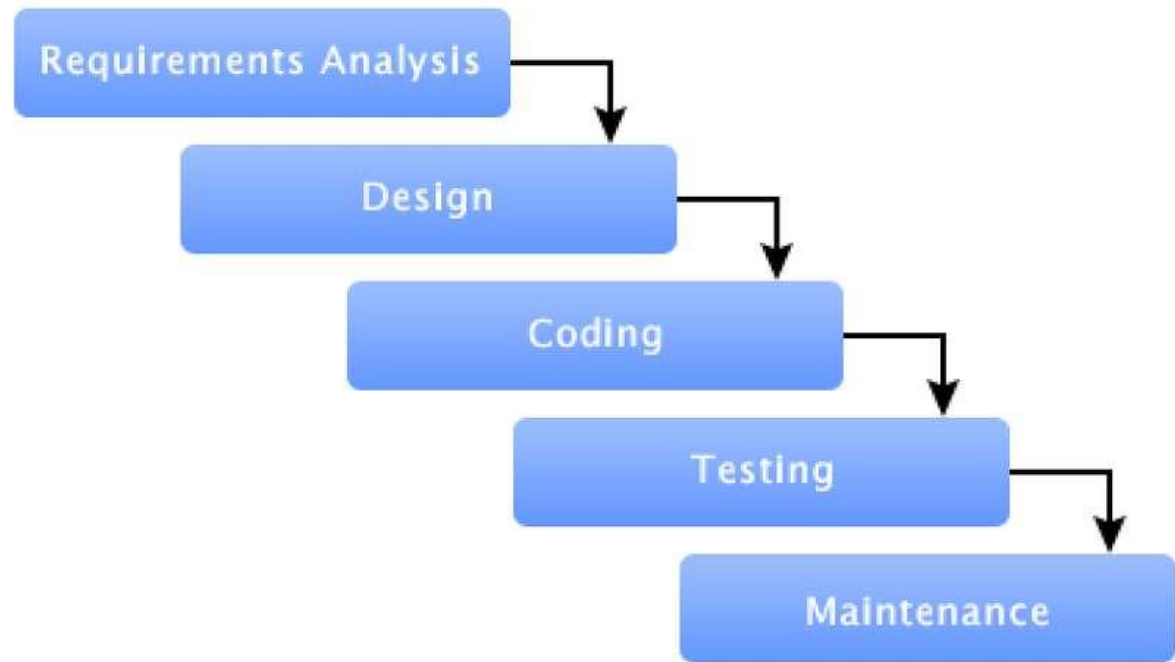 Requirements Analysis
Design
Coding
Testing
Maintenance